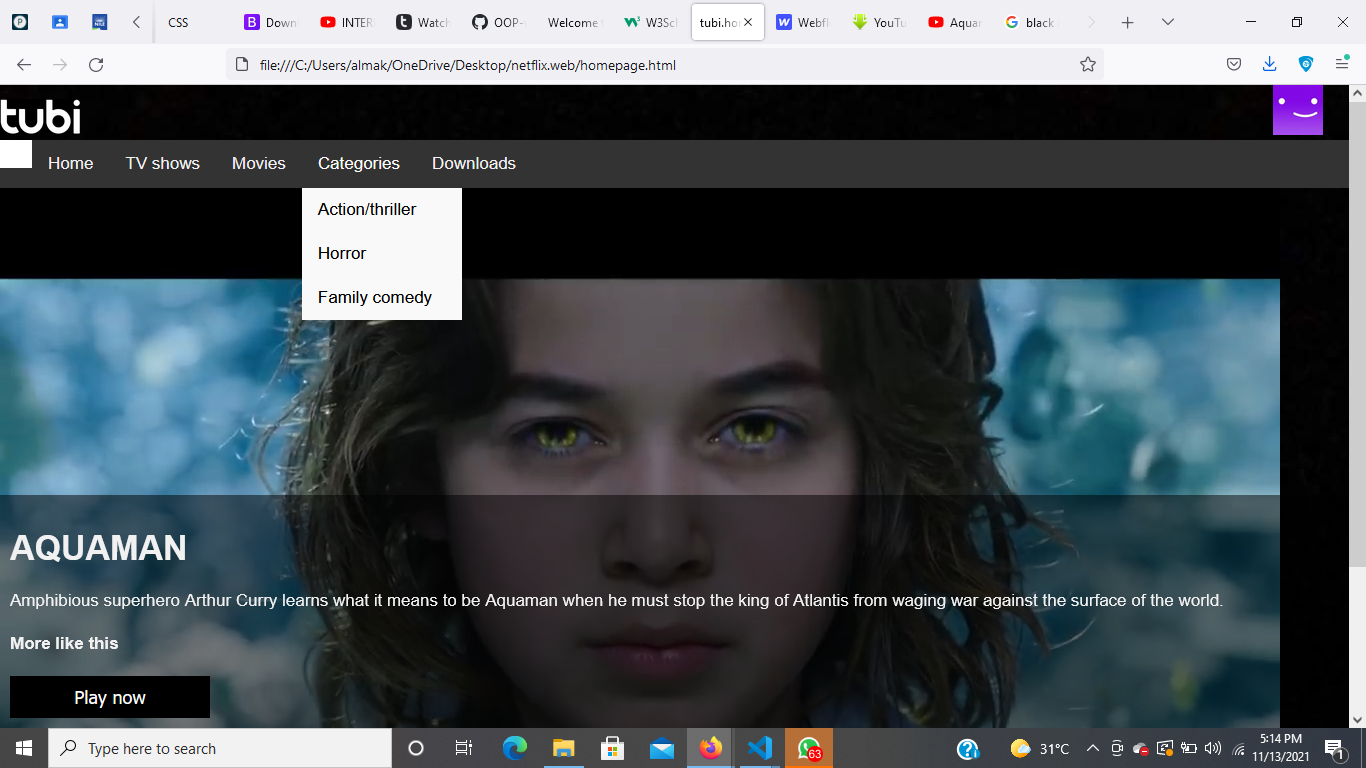 CSS Down INTER Watch OOP- Welcome t W3Sch tubi.hor Webfl YouTu Aquar black
file:///C:/Users/almak/OneDrive/Desktop/netflix.web/homepage.html
tubi
Home TV shows Movies Categories Downloads
Action/thriller
Horror
Family comedy
AQUAMAN
Amphibious superhero Arthur Curry learns what it means to be Aquaman when he must stop the king of Atlantis from waging war against the surface of the world.
More like this
Play now
Type here to search 63 31°C 5:14 PM
11/13/2021 1